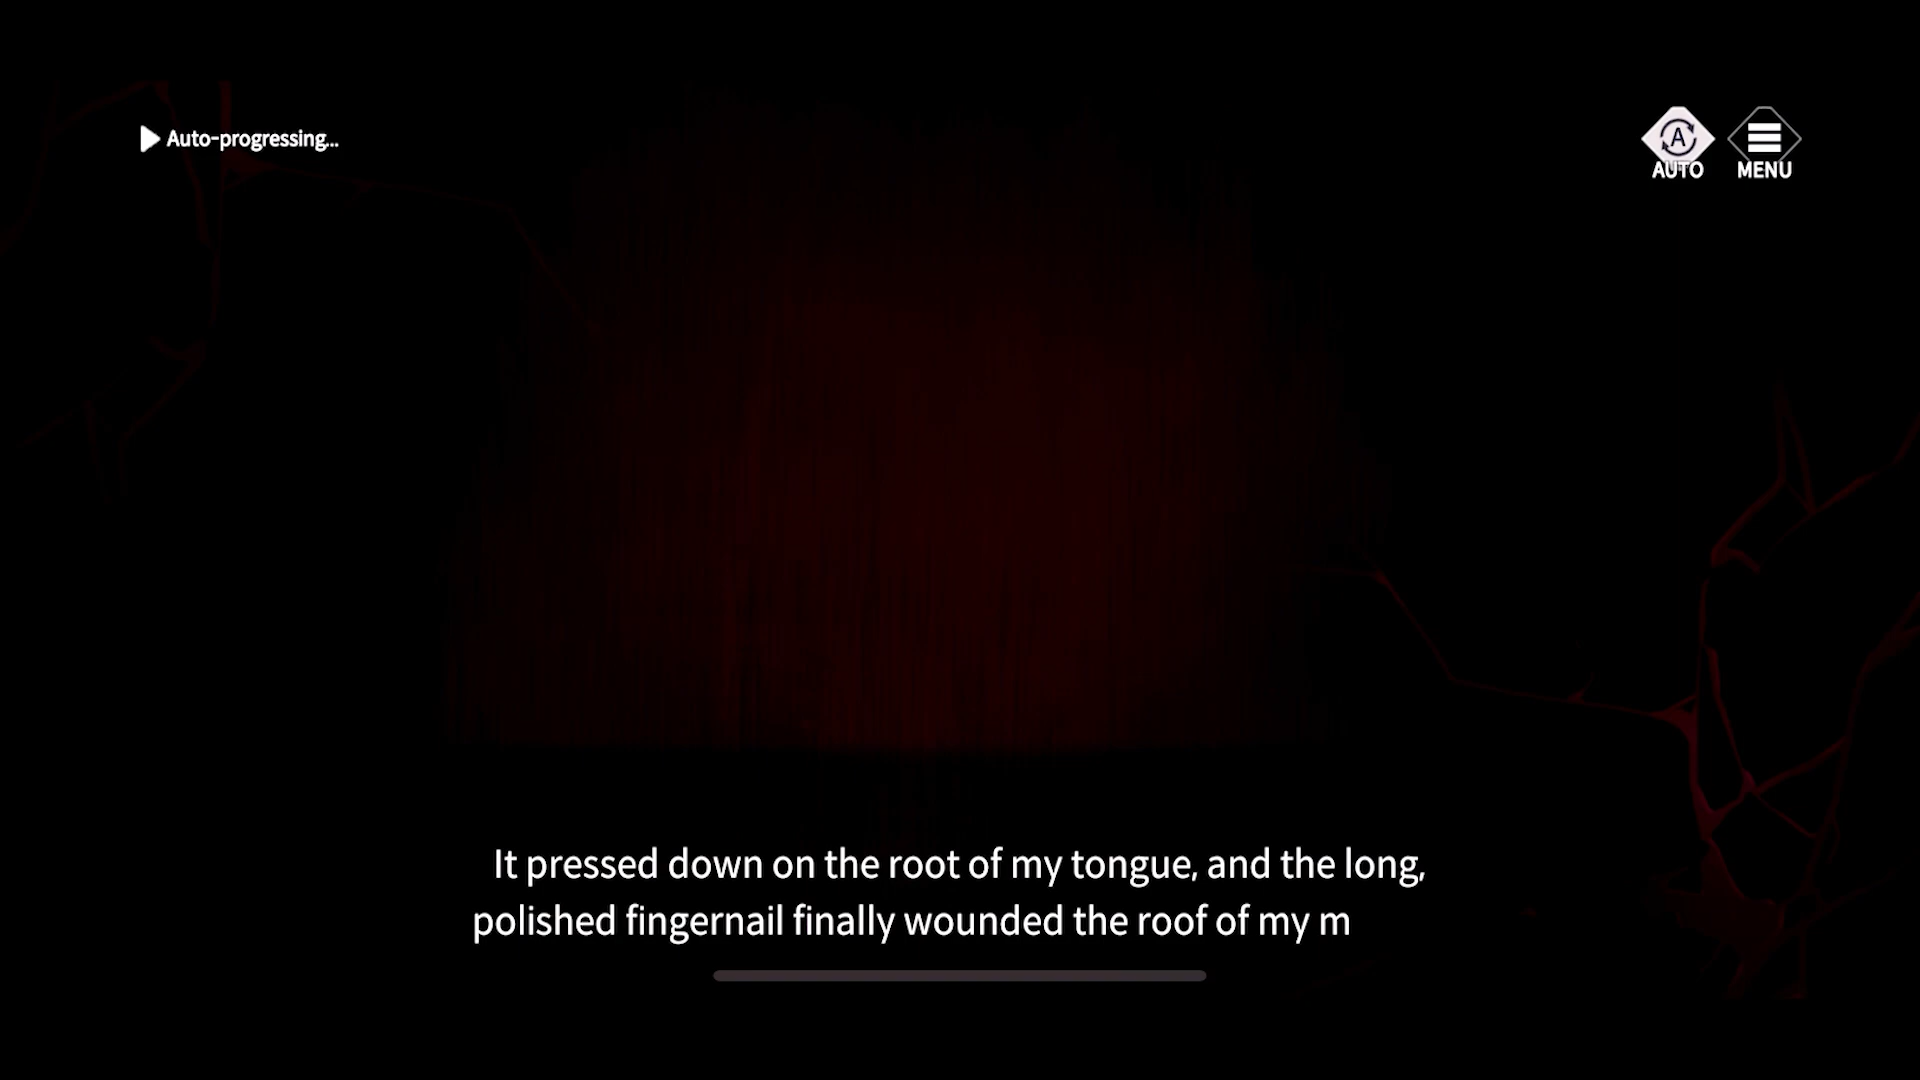 Auto-progressing...
AUTO
MENU
It pressed down on the root of my tongue, and the long,
polished fingernail finally wounded the roof of my m